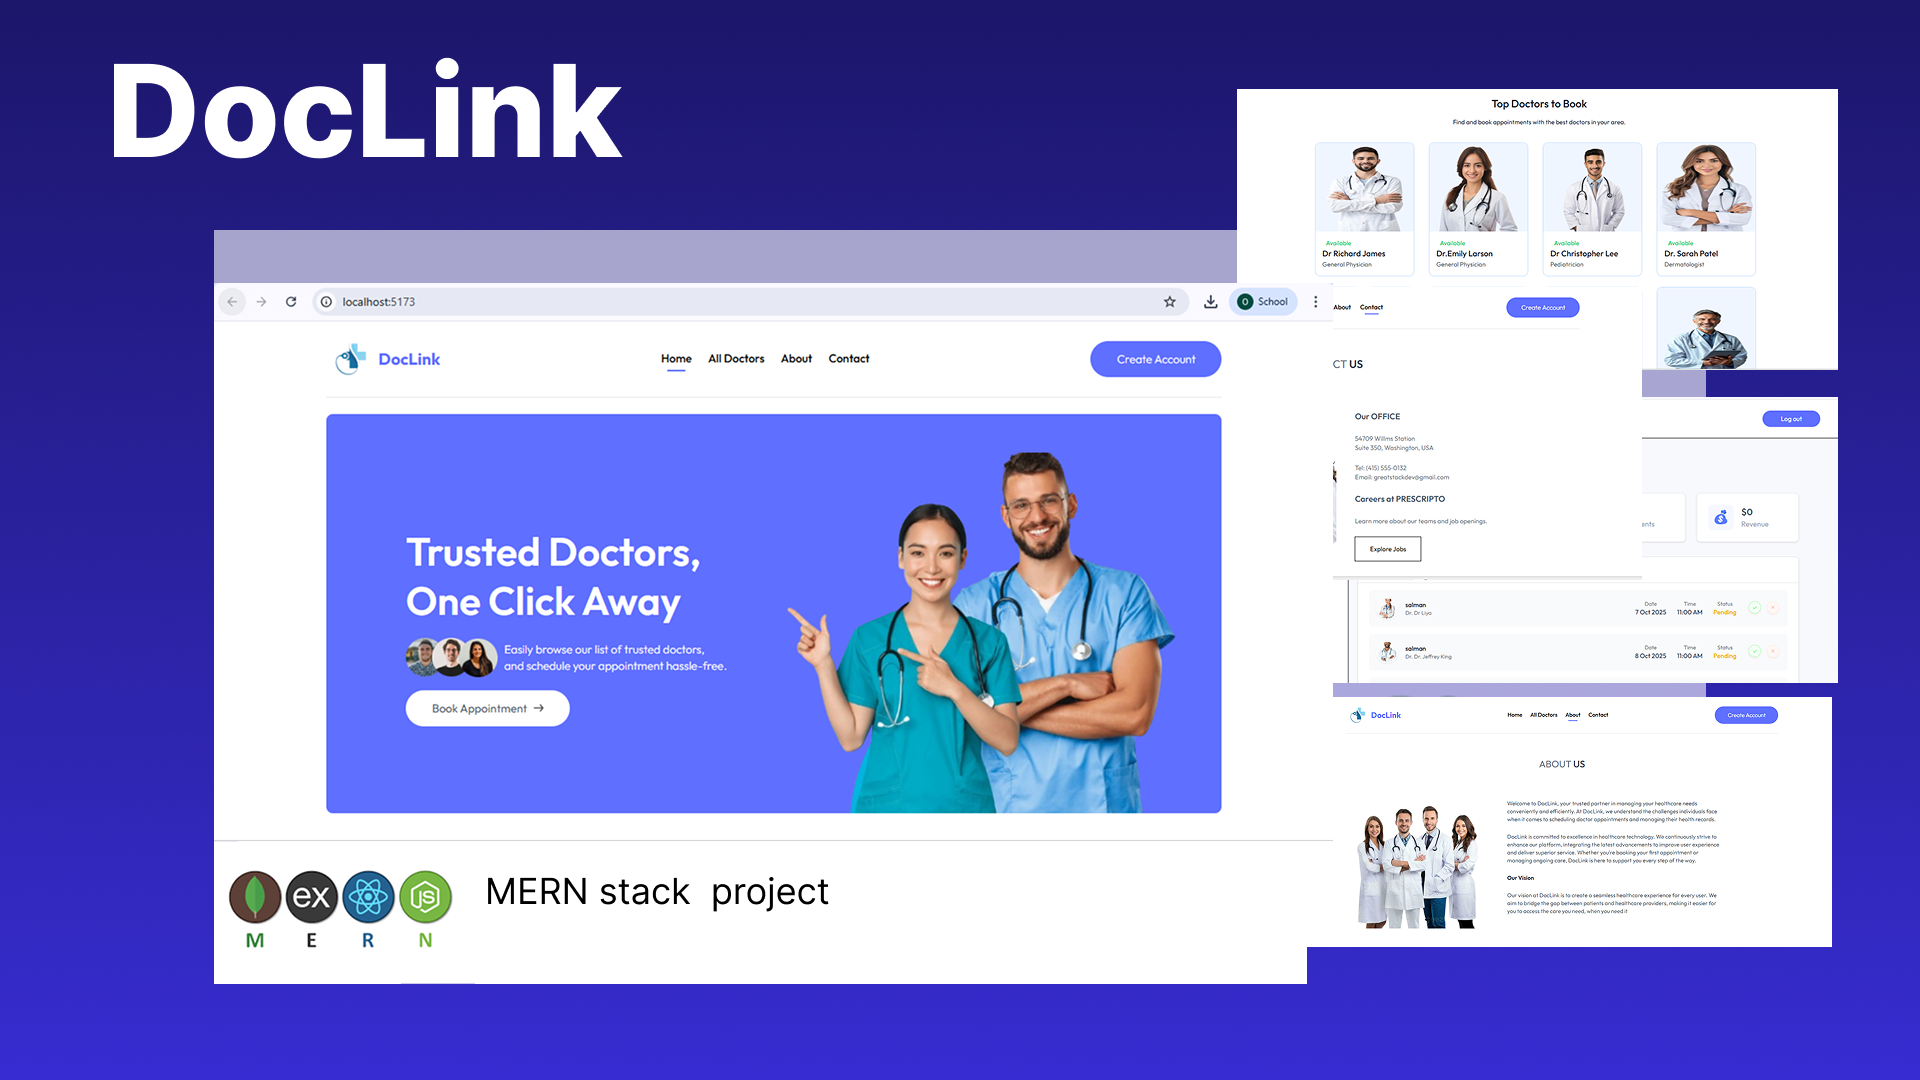 DocLink
localhost:5173
School
DocLink
Home
All Doctors
About
Contact
Create Account
Trusted Doctors,
One Click Away
Easily browse our list of trusted doctors,
and schedule your appointment hassle-free.
Book Appointment →
ex
JS
M E R N
MERN stack project
Top Doctors to Book
Find and book appointments with the best doctors in your area.
Available
Dr Richard James
General Physician
Available
Dr.Emily Larson
General Physician
Available
Dr Christopher Lee
Pediatrician
Available
Dr. Sarah Patel
Dermatologist
About
Contact
Create Account
CT US
Our OFFICE
54709 Willms Station
Suite 350, Washington, USA
Tel: (415) 555-0132
Email: greatstackdev@gmail.com
Careers at PRESCRIPTO
Learn more about our teams and job openings.
Explore Jobs
Log out
ents
$0
Revenue
salman
Dr. Dr Liya
Date
7 Oct 2025
Time
11:00 AM
Status
Pending
salman
Dr. Dr. Jeffrey King
Date
8 Oct 2025
Time
11:00 AM
Status
Pending
DocLink
Home
All Doctors
About
Contact
Create Account
ABOUT US
Welcome to DocLink, your trusted partner in managing your healthcare needs
conveniently and efficiently. At DocLink, we understand the challenges individuals face
when it comes to scheduling doctor appointments and managing their health records.
DocLink is committed to excellence in healthcare technology. We continuously strive to
enhance our platform, integrating the latest advancements to improve user experience
and deliver superior service. Whether you're booking your first appointment or
managing ongoing care, DocLink is here to support you every step of the way.
Our Vision
Our vision at DocLink is to create a seamless healthcare experience for every user. We
aim to bridge the gap between patients and healthcare providers, making it easier for
you to access the care you need, when you need it